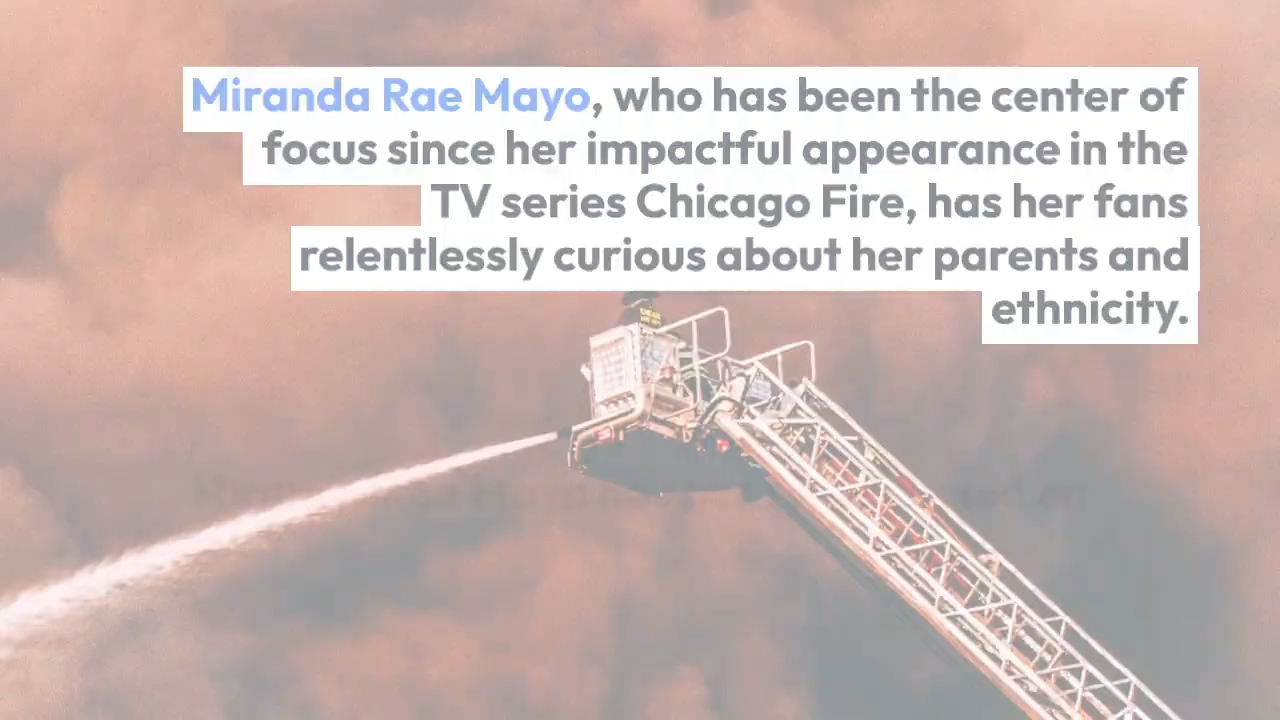 Miranda Rae Mayo, who has been the center of
focus since her impactful appearance in the
TV series Chicago Fire, has her fans
relentlessly curious about her parents and
ethnicity.